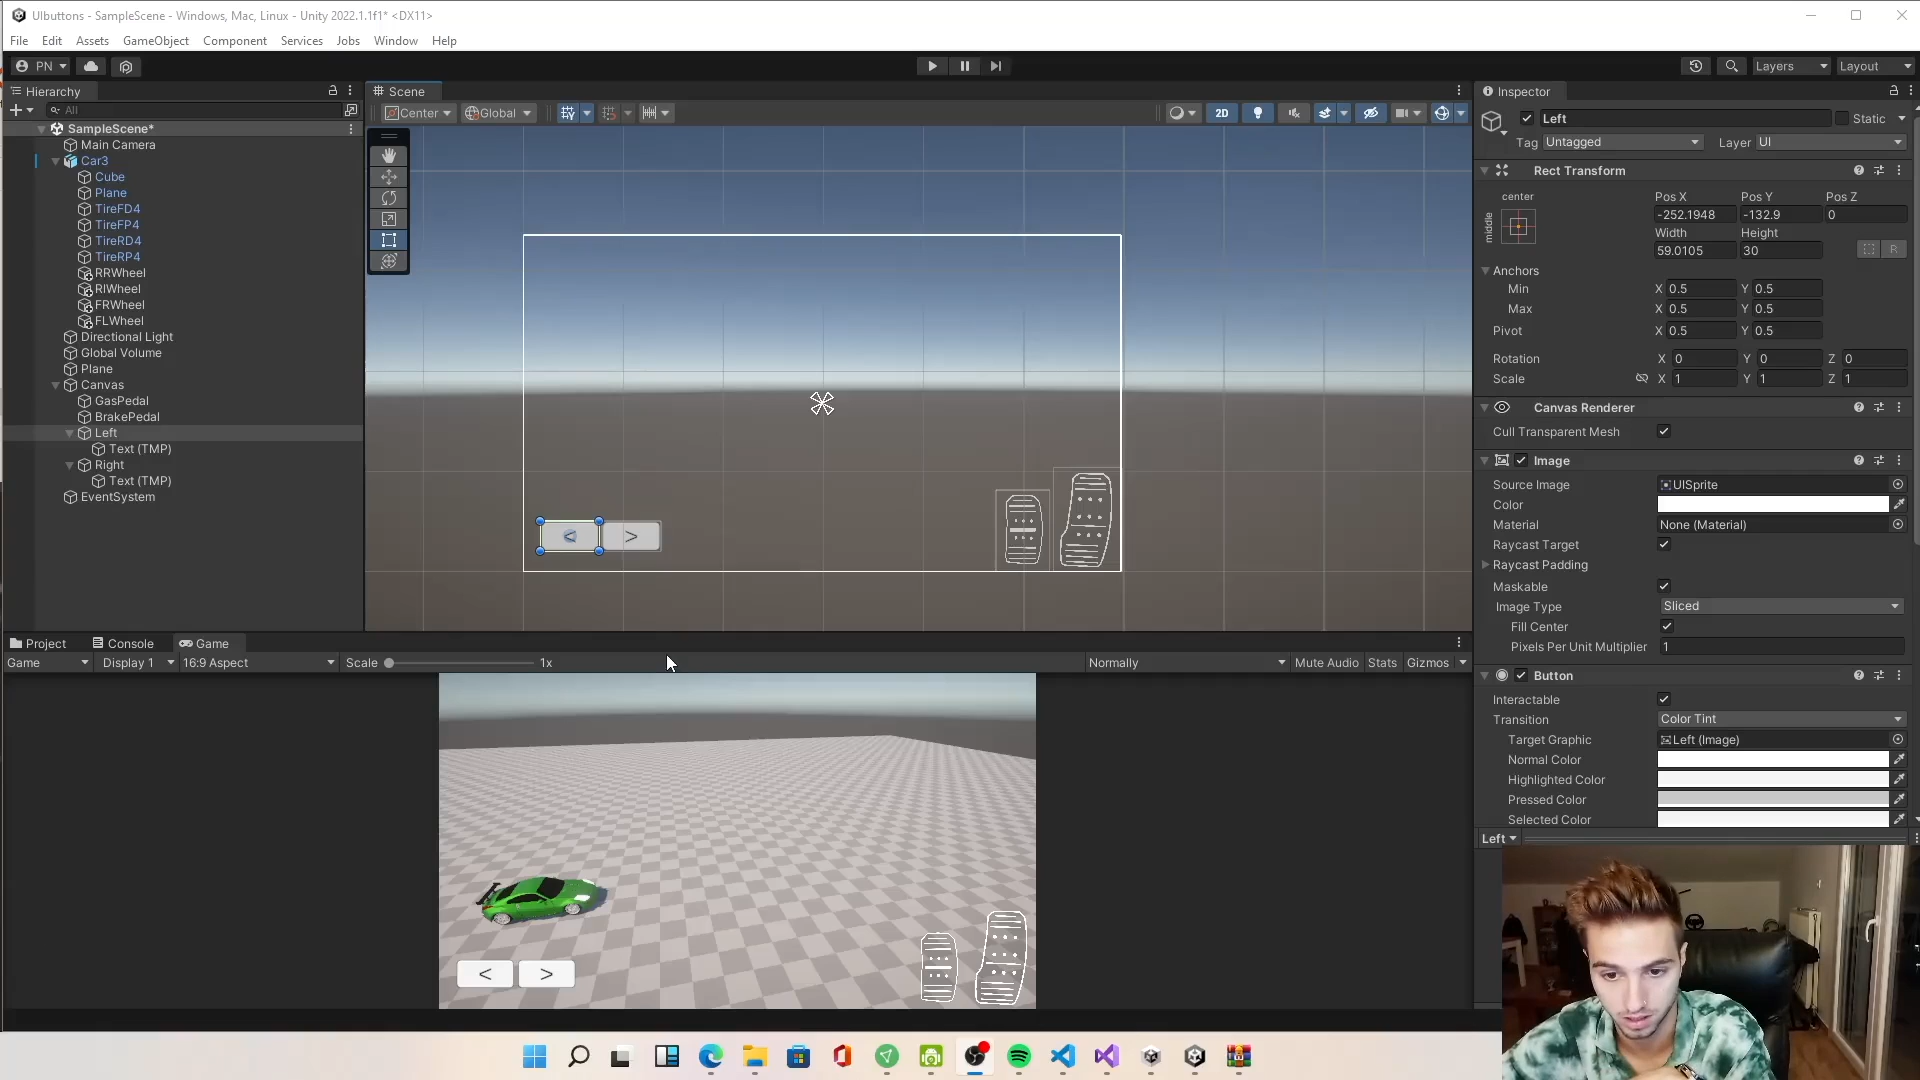 UIbuttons - SampleScene - Windows, Mac, Linux - Unity 2022.1.1f1* <DX11>
File Edit Assets GameObject Component Services Jobs Window Help
PN
Layers Layout
Hierarchy
All
SampleScene*
Main Camera
Car3
Cube
Plane
TireFD4
TireFP4
TireRD4
TireRP4
RRWheel
RlWheel
FRWheel
FLWheel
Directional Light
Global Volume
Plane
Canvas
GasPedal
BrakePedal
Left
Text (TMP)
Right
Text (TMP)
EventSystem
Scene
Center Global 2D
< >
Project Console Game
Game Display 1 16:9 Aspect Scale 1x Normally Mute Audio Stats Gizmos
< >
Inspector
Left Static
Tag Untagged Layer UI
Rect Transform
center Pos X Pos Y Pos Z
middle -252.1948 -132.9 0
Width Height
59.0105 30 R
Anchors
Min X 0.5 Y 0.5
Max X 0.5 Y 0.5
Pivot X 0.5 Y 0.5
Rotation X 0 Y 0 Z 0
Scale X 1 Y 1 Z 1
Canvas Renderer
Cull Transparent Mesh
Image
Source Image UISprite
Color
Material None (Material)
Raycast Target
Raycast Padding
Maskable
Image Type Sliced
Fill Center
Pixels Per Unit Multiplier 1
Button
Interactable
Transition Color Tint
Target Graphic Left (Image)
Normal Color
Highlighted Color
Pressed Color
Selected Color
Left